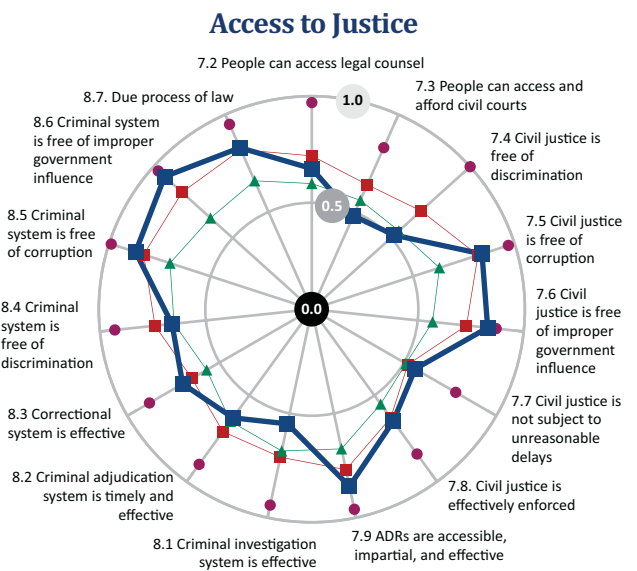 Access to Justice
7.2 People can access legal counsel
7.3 People can access and
afford civil courts
7.4 Civil justice is
free of
discrimination
7.5 Civil justice
is free of
corruption
7.6 Civil
justice is free
of improper
government
influence
7.7 Civil justice is
not subject to
unreasonable
delays
7.8. Civil justice is
effectively enforced
7.9 ADRs are accessible,
impartial, and effective
8.1 Criminal investigation
system is effective
8.2 Criminal adjudication
system is timely and
effective
8.3 Correctional
system is effective
8.4 Criminal
system is
free of
discrimination
8.5 Criminal
system is free
of corruption
8.6 Criminal system
is free of improper
government
influence
8.7. Due process of law
1.0
0.5
0.0